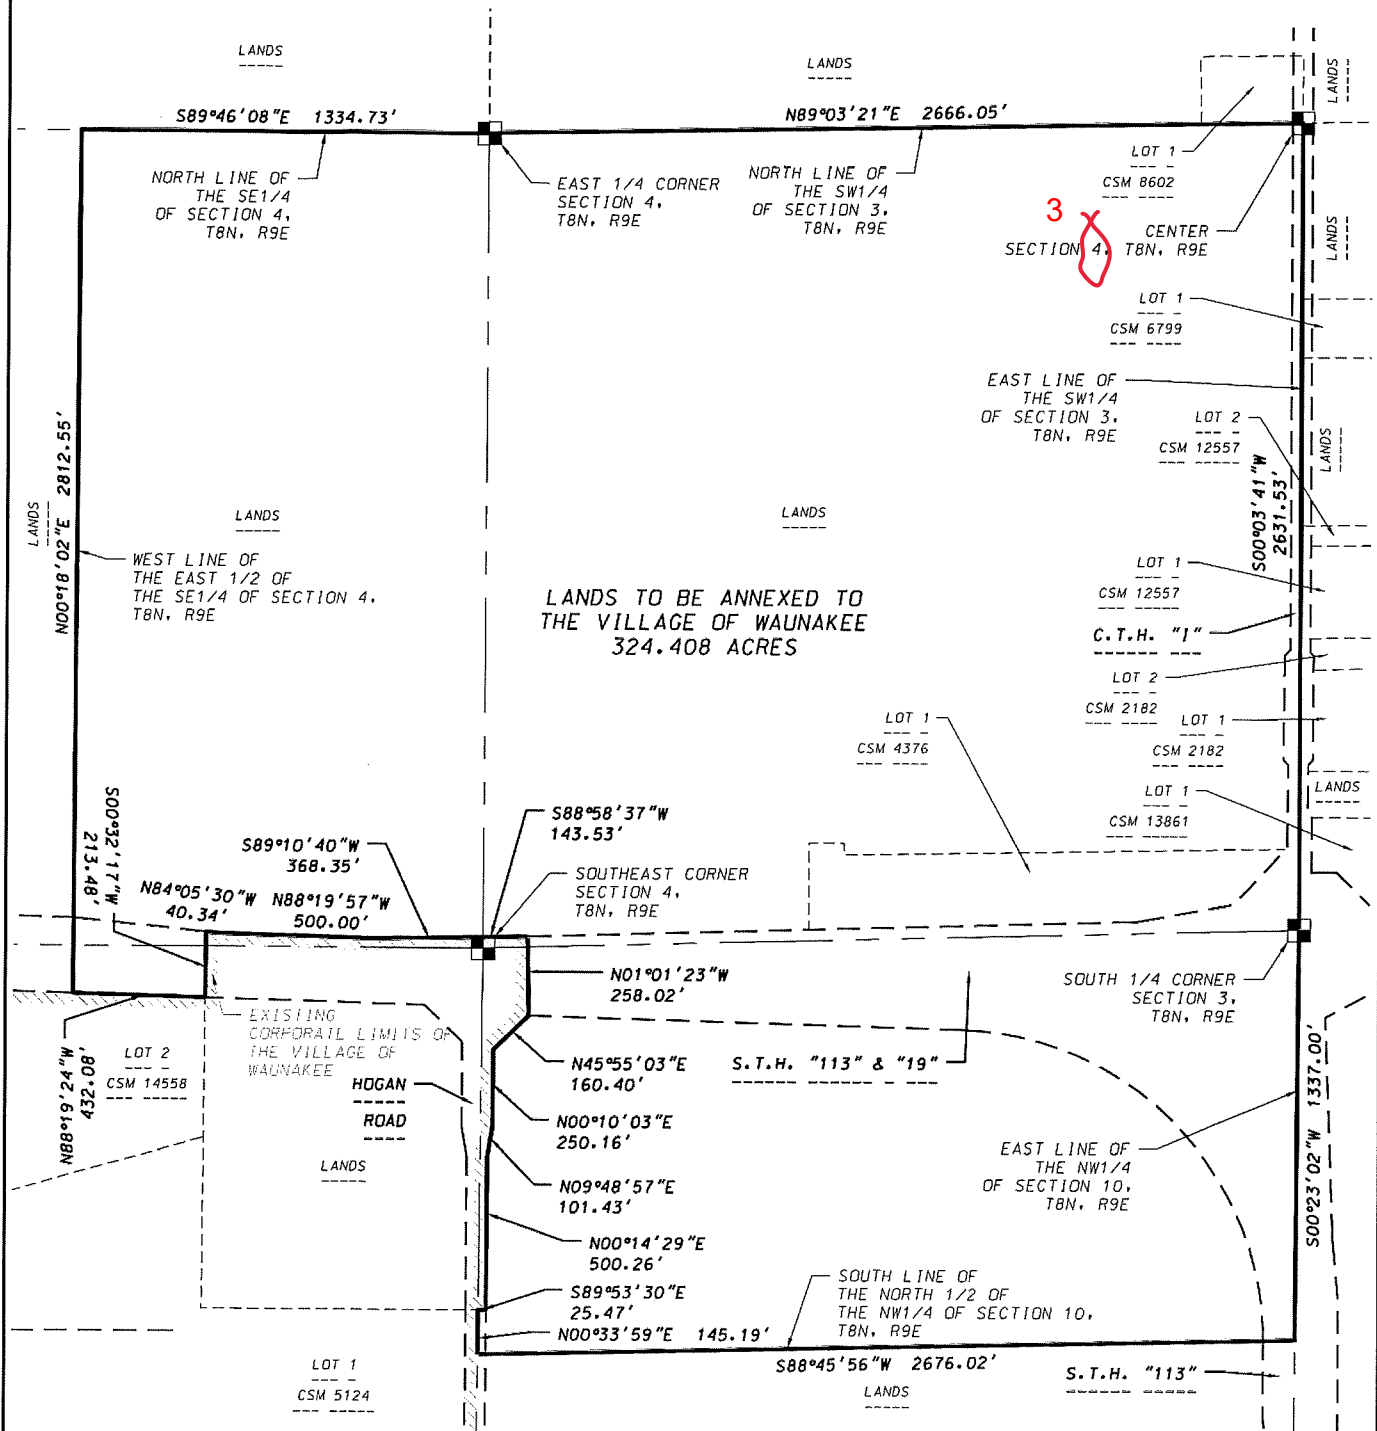 LANDS
LANDS
LANDS
S89°46'08"E 1334.73'
N89°03'21"E 2666.05'
NORTH LINE OF
THE SE1/4
OF SECTION 4,
T8N, R9E
EAST 1/4 CORNER
SECTION 4,
T8N, R9E
NORTH LINE OF
THE SW1/4
OF SECTION 3,
T8N, R9E
LOT 1
CSM 8602
3
CENTER
SECTION 4, T8N, R9E
LANDS
LOT 1
CSM 6799
EAST LINE OF
THE SW1/4
OF SECTION 3,
T8N, R9E
LOT 2
CSM 12557
LANDS
S00°03'41"W
2631.53'
N00°18'02"E 2812.55'
LANDS
LANDS
LANDS
WEST LINE OF
THE EAST 1/2 OF
THE SE1/4 OF SECTION 4,
T8N, R9E
LANDS TO BE ANNEXED TO
THE VILLAGE OF WAUNAKEE
324.408 ACRES
LOT 1
CSM 12557
C.T.H. "I"
LOT 2
CSM 2182
LOT 1
CSM 2182
LOT 1
CSM 4376
LOT 1
CSM 13861
LANDS
S00°32'17"W
213.48'
S88°58'37"W
143.53'
S89°10'40"W
368.35'
SOUTHEAST CORNER
SECTION 4,
T8N, R9E
N84°05'30"W
40.34'
N88°19'57"W
500.00'
N01°01'23"W
258.02'
SOUTH 1/4 CORNER
SECTION 3,
T8N, R9E
EXISTING
CORPORATE LIMITS OF
THE VILLAGE OF
WAUNAKEE
N88°19'24"W
432.08'
LOT 2
CSM 14558
HOGAN
ROAD
LANDS
N45°55'03"E
160.40'
S.T.H. "113" & "19"
N00°10'03"E
250.16'
N09°48'57"E
101.43'
EAST LINE OF
THE NW1/4
OF SECTION 10,
T8N, R9E
S00°23'02"W 1337.00'
N00°14'29"E
500.26'
S89°53'30"E
25.47'
N00°33'59"E 145.19'
SOUTH LINE OF
THE NORTH 1/2 OF
THE NW1/4 OF SECTION 10,
T8N, R9E
S88°45'56"W 2676.02'
LOT 1
CSM 5124
LANDS
S.T.H. "113"